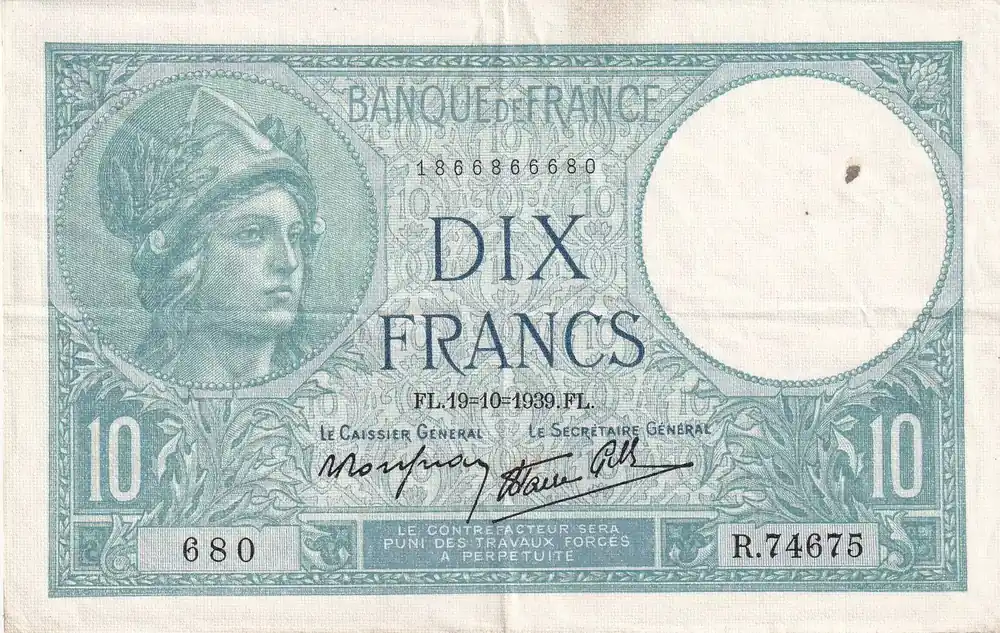 BANQUE DE FRANCE
1866866680
DIX
FRANCS
FL.19=10=1939.FL.
LE CAISSIER GÉNÉRAL
LE SECRÉTAIRE GÉNÉRAL
10
10
680
LE CONTREFACTEUR SERA
PUNI DES TRAVAUX FORCÉS
A PERPÉTUITÉ
R.74675